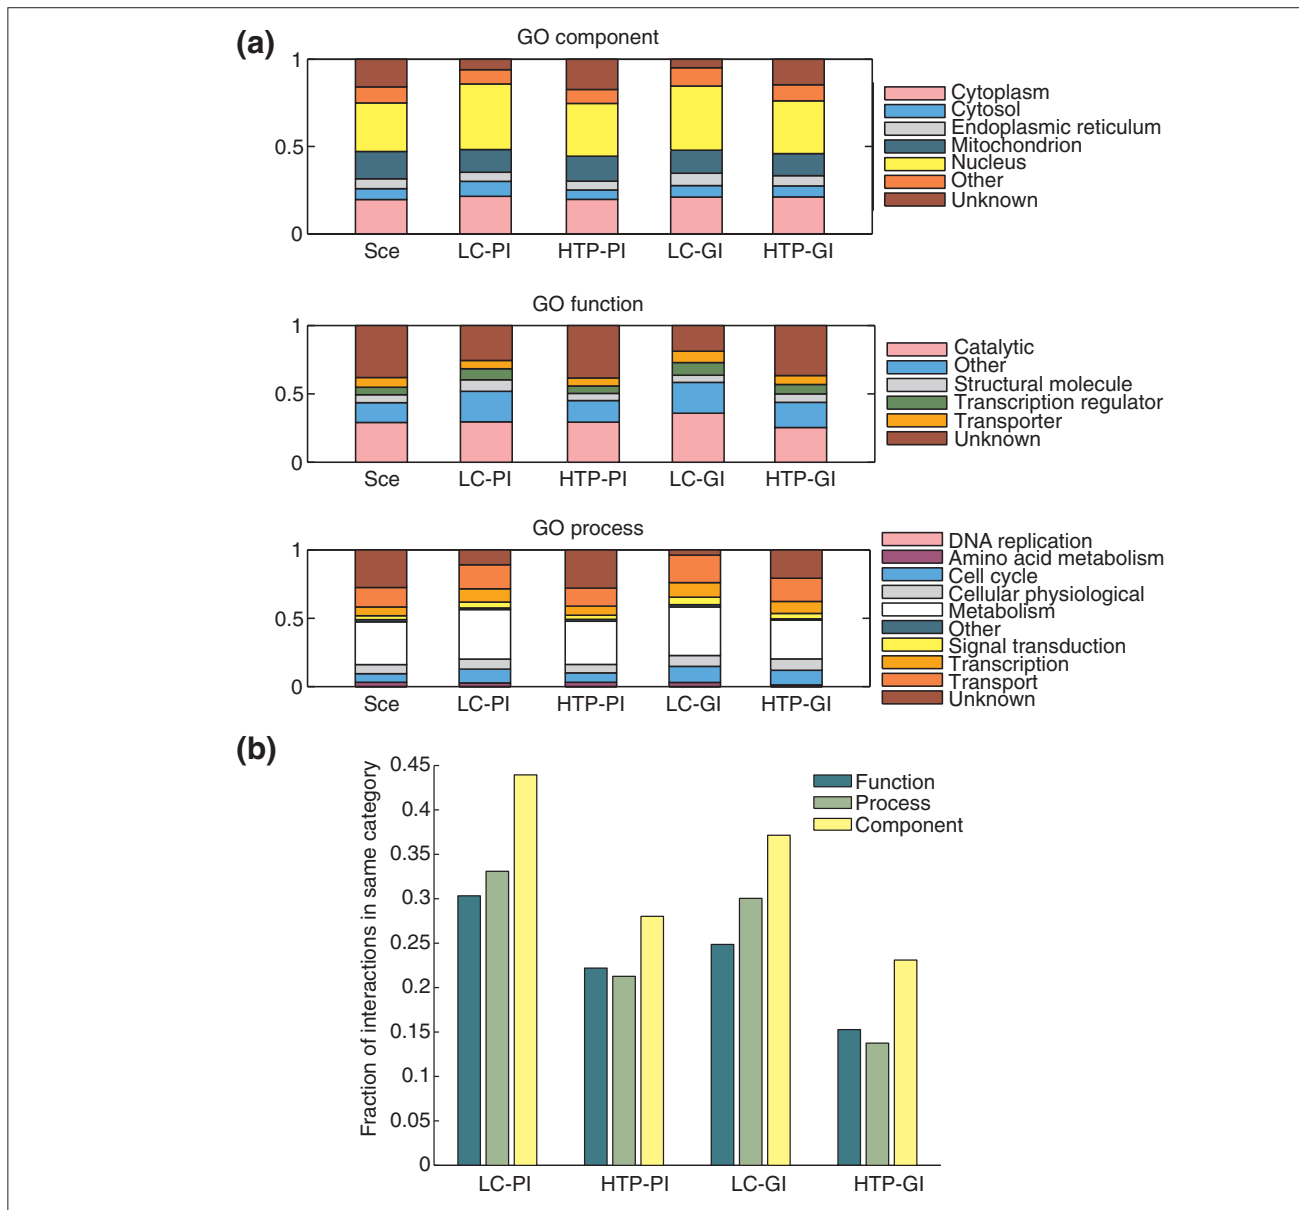 (a)
GO component
1
0.5
0
Sce LC-PI HTP-PI LC-GI HTP-GI
Cytoplasm
Cytosol
Endoplasmic reticulum
Mitochondrion
Nucleus
Other
Unknown
GO function
1
0.5
0
Sce LC-PI HTP-PI LC-GI HTP-GI
Catalytic
Other
Structural molecule
Transcription regulator
Transporter
Unknown
GO process
1
0.5
0
Sce LC-PI HTP-PI LC-GI HTP-GI
DNA replication
Amino acid metabolism
Cell cycle
Cellular physiological
Metabolism
Other
Signal transduction
Transcription
Transport
Unknown
(b)
Fraction of interactions in same category
0.45
0.4
0.35
0.3
0.25
0.2
0.15
0.1
0.05
0
Function
Process
Component
LC-PI HTP-PI LC-GI HTP-GI